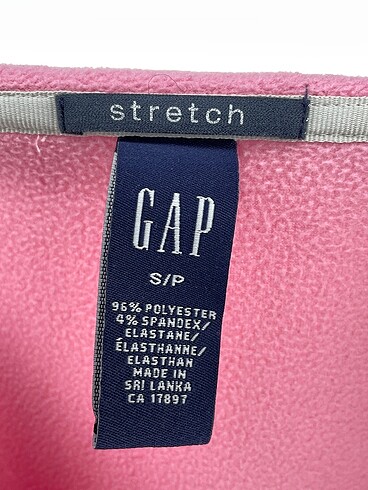 stretch
GAP
S/P
96% POLYESTER
4% SPANDEX/
ELASTANE/
ÉLASTHANNE/
ELASTHAN
MADE IN
SRI LANKA
CA 17897